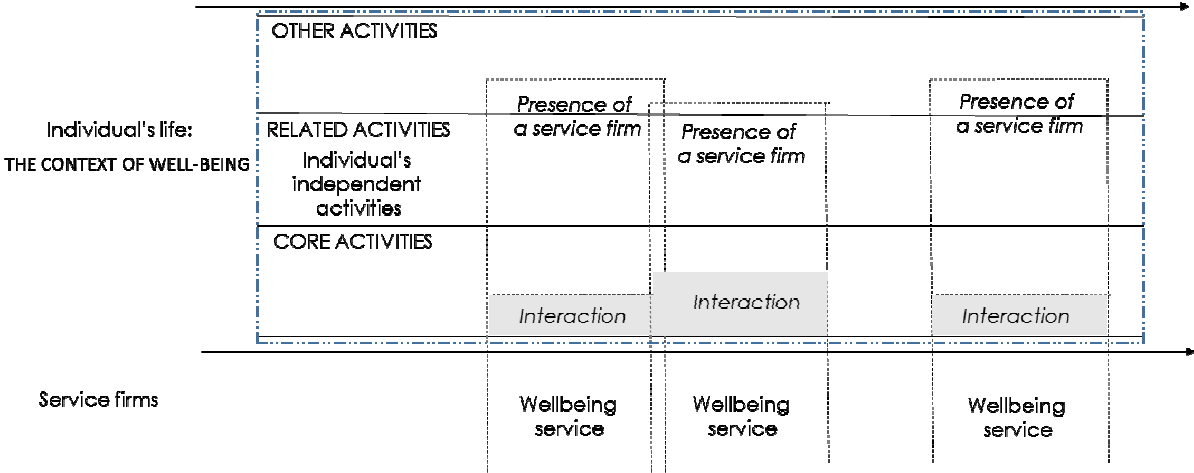 OTHER ACTIVITIES
Presence of
a service firm
Presence of
a service firm
Presence of
a service firm
Individual's life:
THE CONTEXT OF WELL-BEING
RELATED ACTIVITIES
Individual's
independent
activities
CORE ACTIVITIES
Interaction
Interaction
Interaction
Service firms
Wellbeing
service
Wellbeing
service
Wellbeing
service